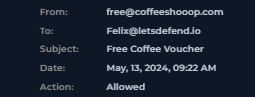 From: free@coffeeshooop.com
To: Felix@letsdefend.io
Subject: Free Coffee Voucher
Date: May, 13, 2024, 09:22 AM
Action: Allowed